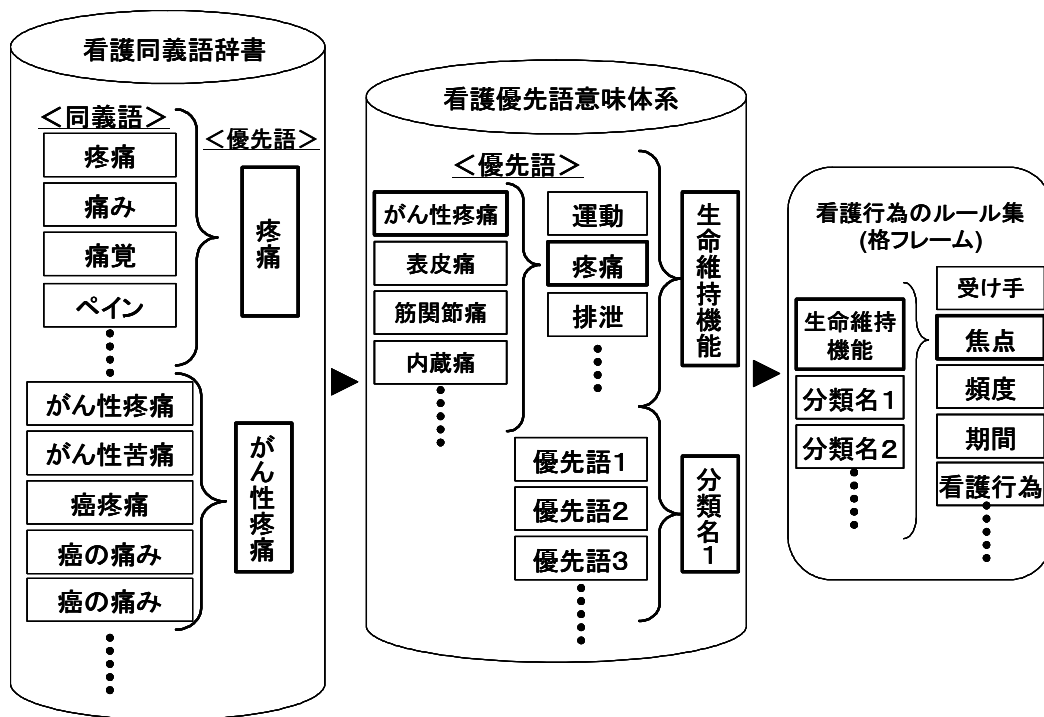 看護同義語辞書
＜同義語＞
＜優先語＞
疼痛
痛み
痛覚
ペイン
疼痛
がん性疼痛
がん性苦痛
癌疼痛
癌の痛み
癌の痛み
がん性疼痛
看護優先語意味体系
＜優先語＞
がん性疼痛
表皮痛
筋関節痛
内蔵痛
運動
疼痛
排泄
生命維持機能
優先語1
優先語2
優先語3
分類名1
看護行為のルール集
(格フレーム)
生命維持
機能
分類名1
分類名2
受け手
焦点
頻度
期間
看護行為